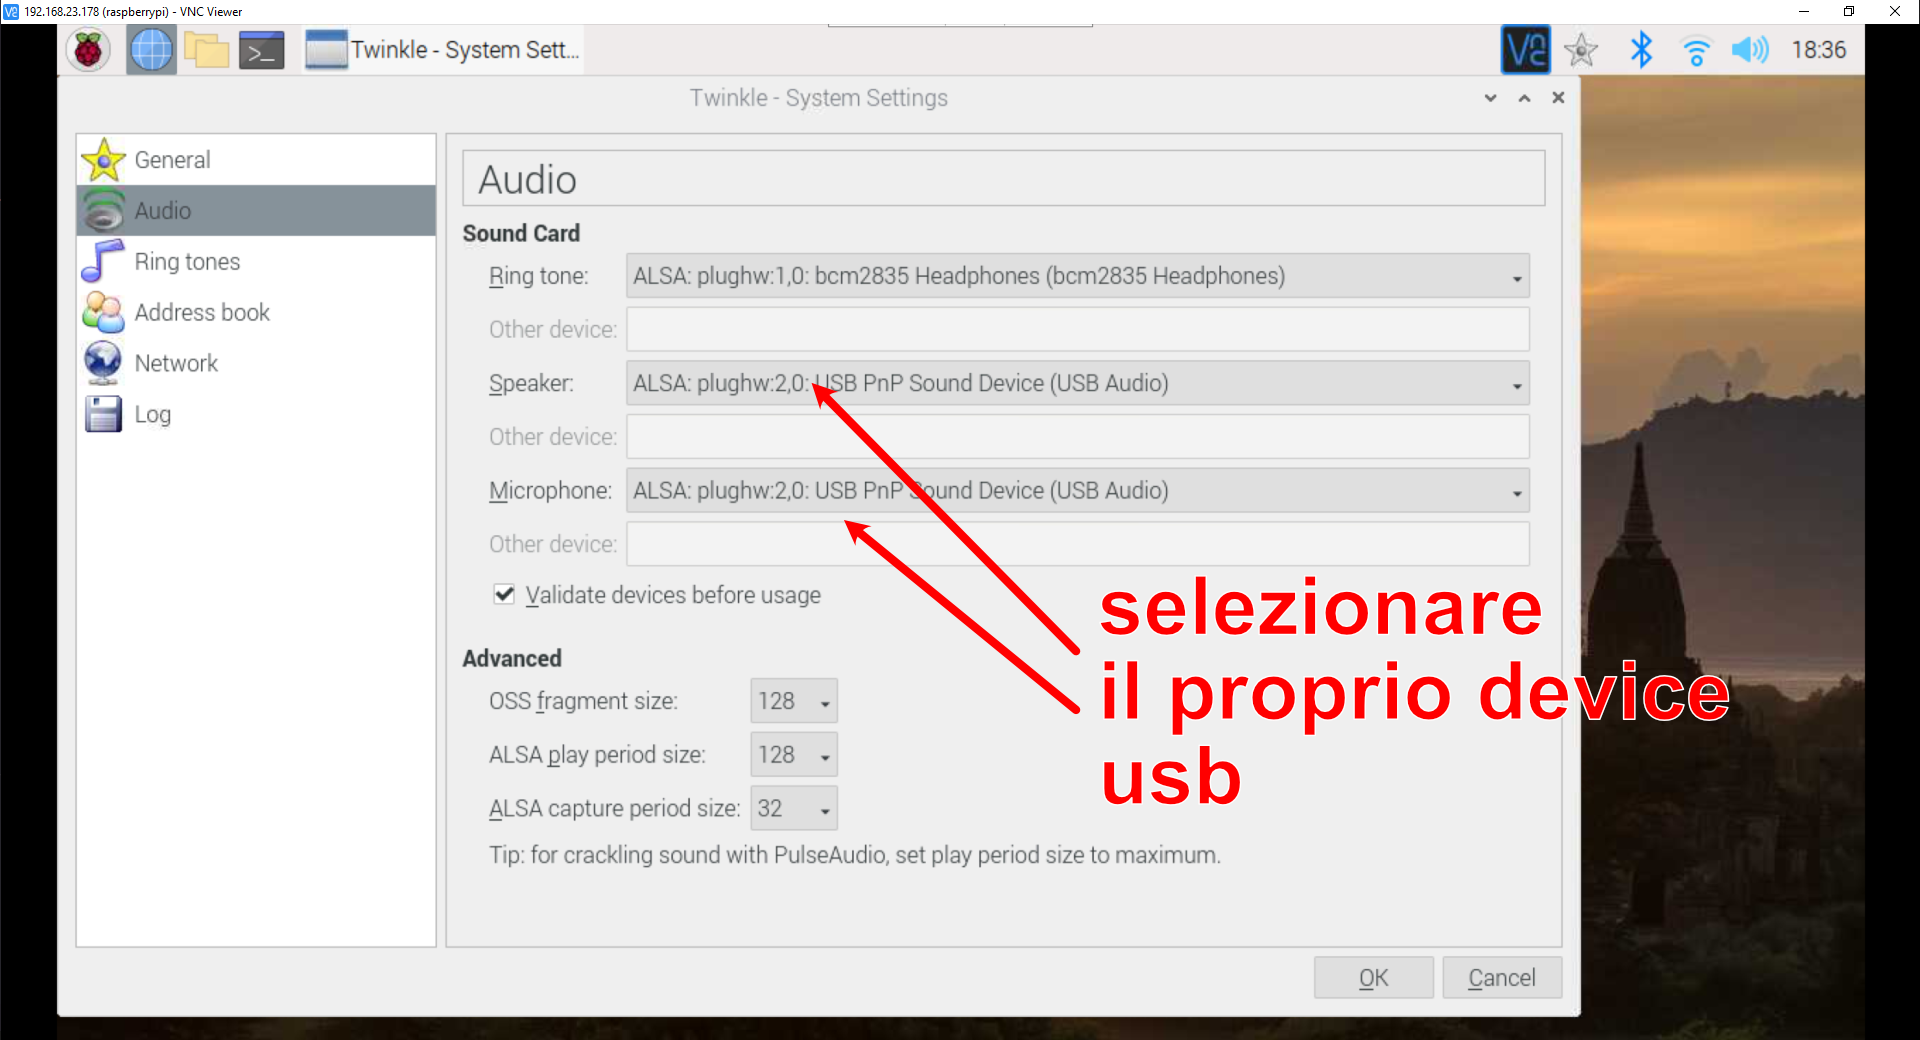 192.168.23.178 (raspberrypi) - VNC Viewer
Twinkle - System Sett...
18:36
Twinkle - System Settings
General
Audio
Ring tones
Address book
Network
Log
Audio
Sound Card
Ring tone: ALSA: plughw:1,0: bcm2835 Headphones (bcm2835 Headphones)
Other device:
Speaker: ALSA: plughw:2,0: USB PnP Sound Device (USB Audio)
Other device:
Microphone: ALSA: plughw:2,0: USB PnP Sound Device (USB Audio)
Other device:
Validate devices before usage
Advanced
OSS fragment size: 128
ALSA play period size: 128
ALSA capture period size: 32
Tip: for crackling sound with PulseAudio, set play period size to maximum.
selezionare
il proprio device
usb
OK
Cancel